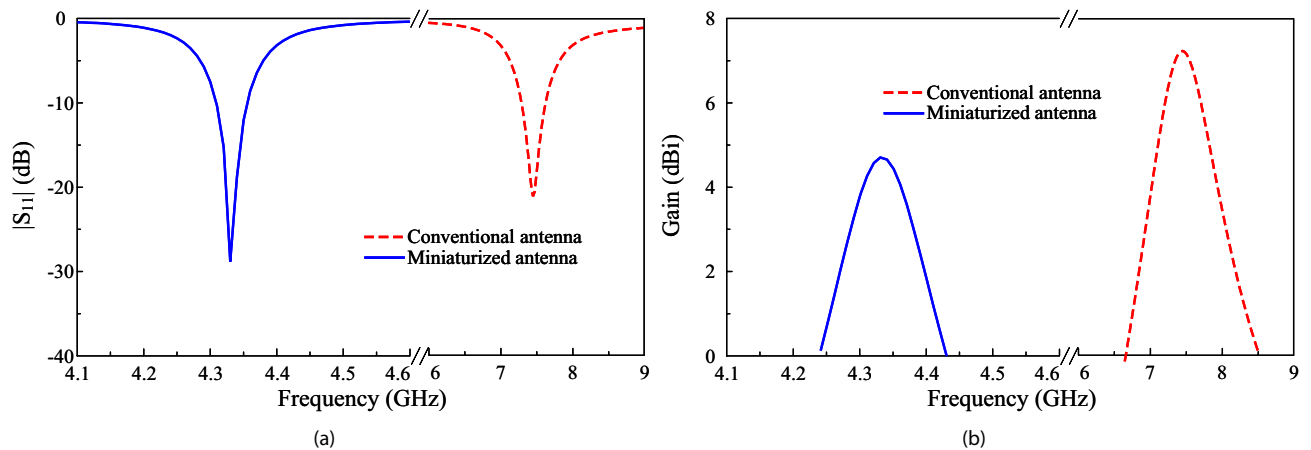 0
-10
-20
-30
-40
|S11| (dB)
Conventional antenna
Miniaturized antenna
4.1 4.2 4.3 4.4 4.5 4.6 // 6 7 8 9
Frequency (GHz)
(a)
8
6
4
2
0
Gain (dBi)
Conventional antenna
Miniaturized antenna
4.1 4.2 4.3 4.4 4.5 4.6 // 6 7 8 9
Frequency (GHz)
(b)